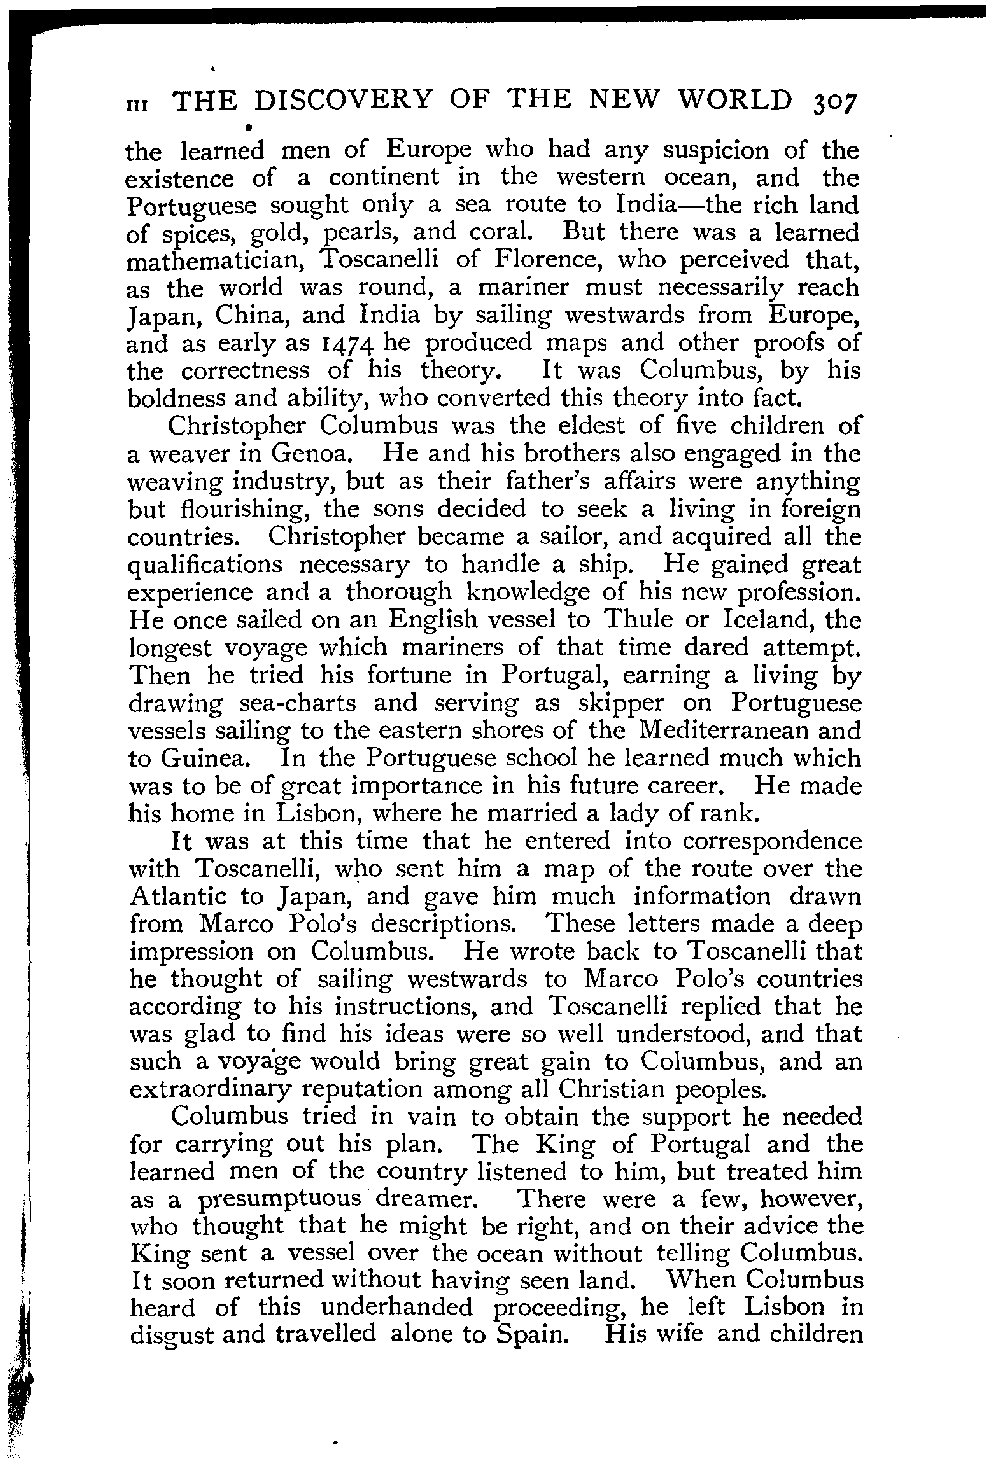 III THE DISCOVERY OF THE NEW WORLD 307
the learned men of Europe who had any suspicion of the
existence of a continent in the western ocean, and the
Portuguese sought only a sea route to India—the rich land
of spices, gold, pearls, and coral. But there was a learned
mathematician, Toscanelli of Florence, who perceived that,
as the world was round, a mariner must necessarily reach
Japan, China, and India by sailing westwards from Europe,
and as early as 1474 he produced maps and other proofs of
the correctness of his theory. It was Columbus, by his
boldness and ability, who converted this theory into fact.
Christopher Columbus was the eldest of five children of
a weaver in Genoa. He and his brothers also engaged in the
weaving industry, but as their father's affairs were anything
but flourishing, the sons decided to seek a living in foreign
countries. Christopher became a sailor, and acquired all the
qualifications necessary to handle a ship. He gained great
experience and a thorough knowledge of his new profession.
He once sailed on an English vessel to Thule or Iceland, the
longest voyage which mariners of that time dared attempt.
Then he tried his fortune in Portugal, earning a living by
drawing sea-charts and serving as skipper on Portuguese
vessels sailing to the eastern shores of the Mediterranean and
to Guinea. In the Portuguese school he learned much which
was to be of great importance in his future career. He made
his home in Lisbon, where he married a lady of rank.
It was at this time that he entered into correspondence
with Toscanelli, who sent him a map of the route over the
Atlantic to Japan, and gave him much information drawn
from Marco Polo's descriptions. These letters made a deep
impression on Columbus. He wrote back to Toscanelli that
he thought of sailing westwards to Marco Polo's countries
according to his instructions, and Toscanelli replied that he
was glad to find his ideas were so well understood, and that
such a voyage would bring great gain to Columbus, and an
extraordinary reputation among all Christian peoples.
Columbus tried in vain to obtain the support he needed
for carrying out his plan. The King of Portugal and the
learned men of the country listened to him, but treated him
as a presumptuous dreamer. There were a few, however,
who thought that he might be right, and on their advice the
King sent a vessel over the ocean without telling Columbus.
It soon returned without having seen land. When Columbus
heard of this underhanded proceeding, he left Lisbon in
disgust and travelled alone to Spain. His wife and children